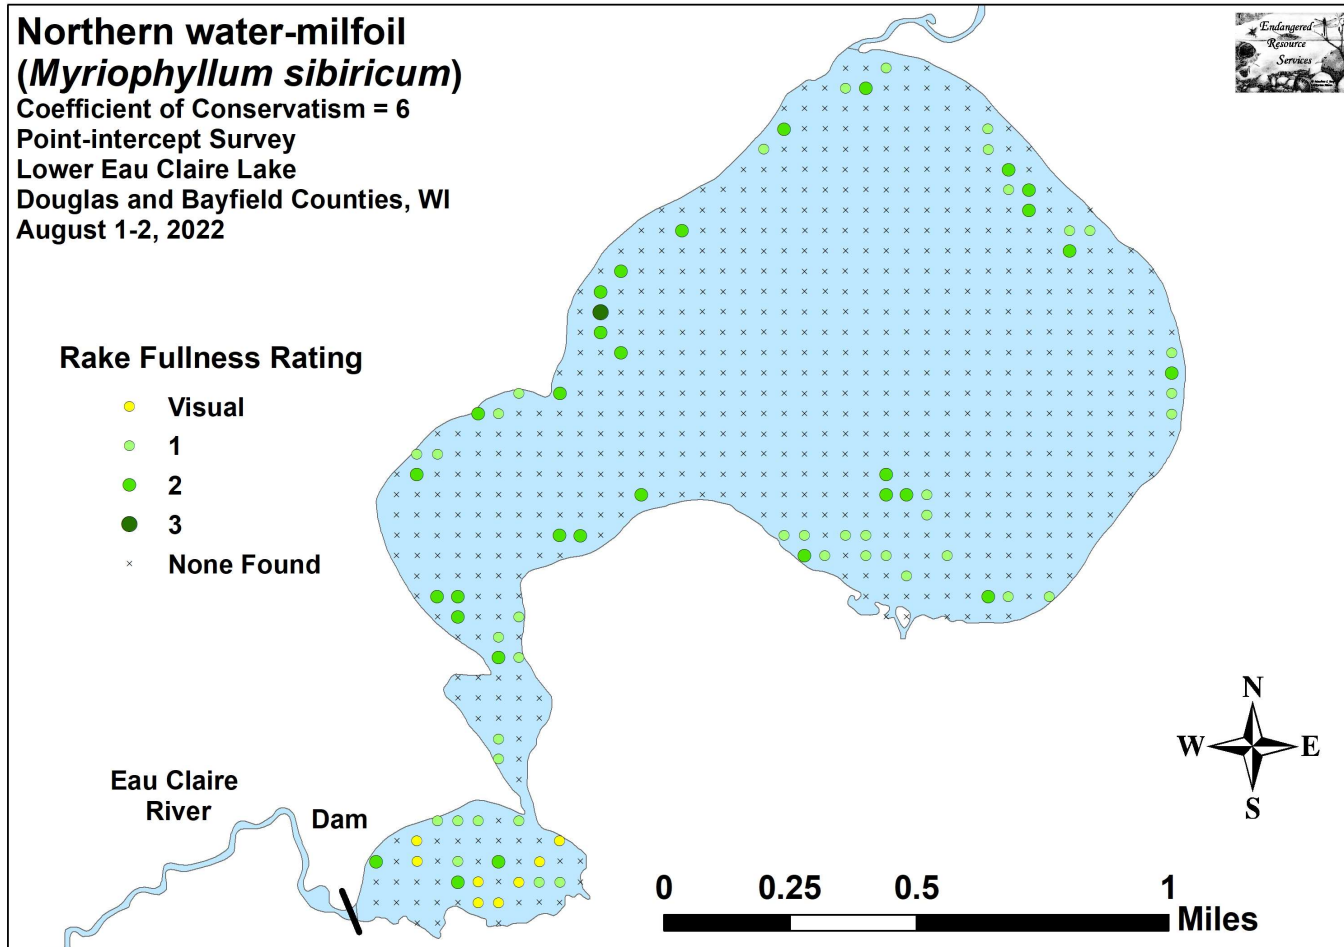 Northern water-milfoil
(Myriophyllum sibiricum)
Coefficient of Conservatism = 6
Point-intercept Survey
Lower Eau Claire Lake
Douglas and Bayfield Counties, WI
August 1-2, 2022
Endangered
Resource
Services
Rake Fullness Rating
Visual
1
2
3
None Found
N
W E
S
Eau Claire
River
Dam
0 0.25 0.5 1
Miles